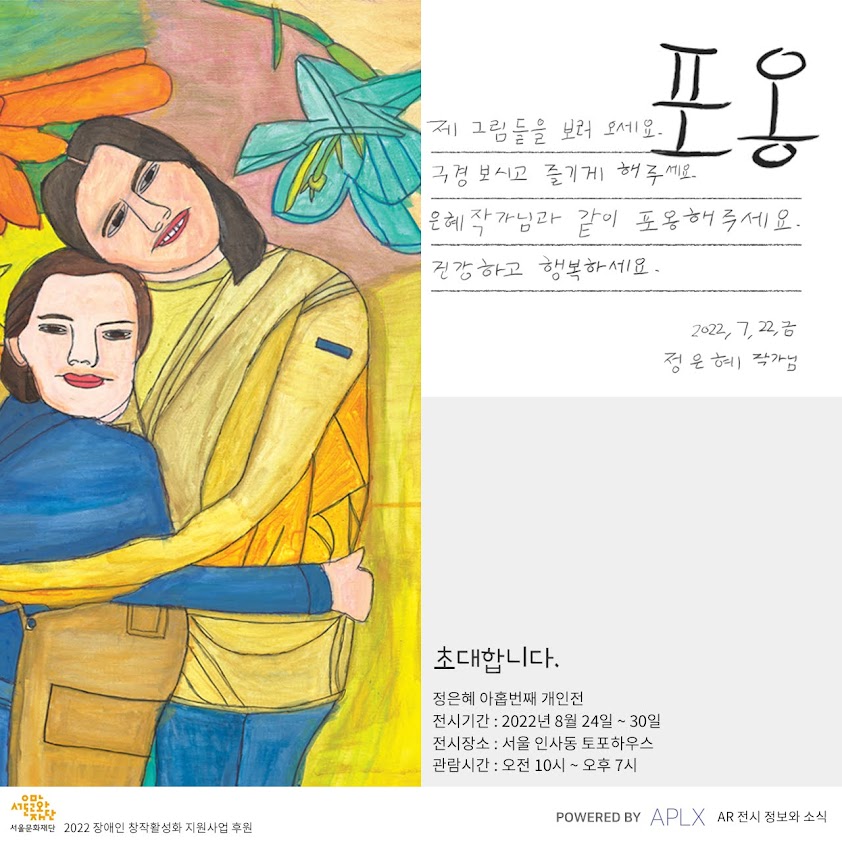 포옹
제 그림들을 보러 오세요.
구경 보시고 즐기게 해주세요.
은혜작가님과 같이 포옹해주세요.
건강하고 행복하세요.
2022, 7, 22, 금
정은혜 작가님
초대합니다.
정은혜 아홉번째 개인전
전시기간 : 2022년 8월 24일 ~ 30일
전시장소 : 서울 인사동 토포하우스
관람시간 : 오전 10시 ~ 오후 7시
서울문화재단
2022 장애인 창작활성화 지원사업 후원
POWERED BY APLX AR 전시 정보와 소식